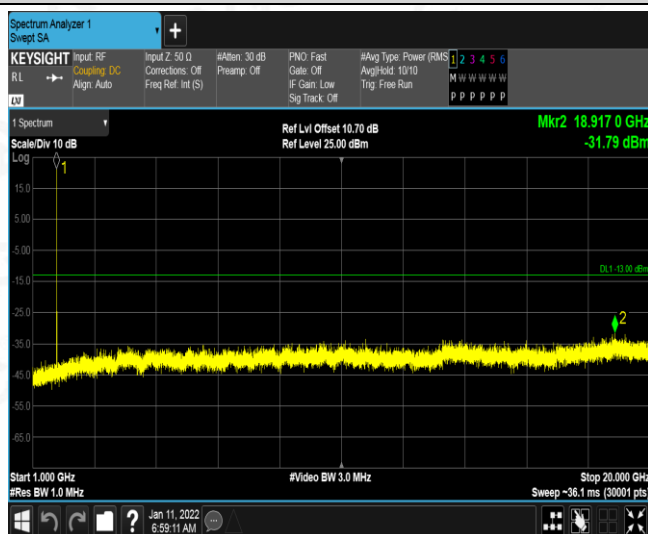 Spectrum Analyzer 1
Swept SA
+
KEYSIGHT
RL
LXI
Input: RF
Coupling: DC
Align: Auto
Input Z: 50 Ω
Corrections: Off
Freq Ref: Int (S)
#Atten: 30 dB
Preamp: Off
PNO: Fast
Gate: Off
IF Gain: Low
Sig Track: Off
#Avg Type: Power (RMS
Avg|Hold: 10/10
Trig: Free Run
1 2 3 4 5 6
M W W W W W
P P P P P P
1 Spectrum
Scale/Div 10 dB
Log
Ref Lvl Offset 10.70 dB
Ref Level 25.00 dBm
Mkr2 18.917 0 GHz
-31.79 dBm
1
15.0
5.00
-5.00
-15.0
DL1 -13.00 dBm
-25.0
2
-35.0
-45.0
-55.0
-65.0
Start 1.000 GHz
#Res BW 1.0 MHz
#Video BW 3.0 MHz
Stop 20.000 GHz
Sweep ~36.1 ms (30001 pts)
?
Jan 11, 2022
6:59:11 AM